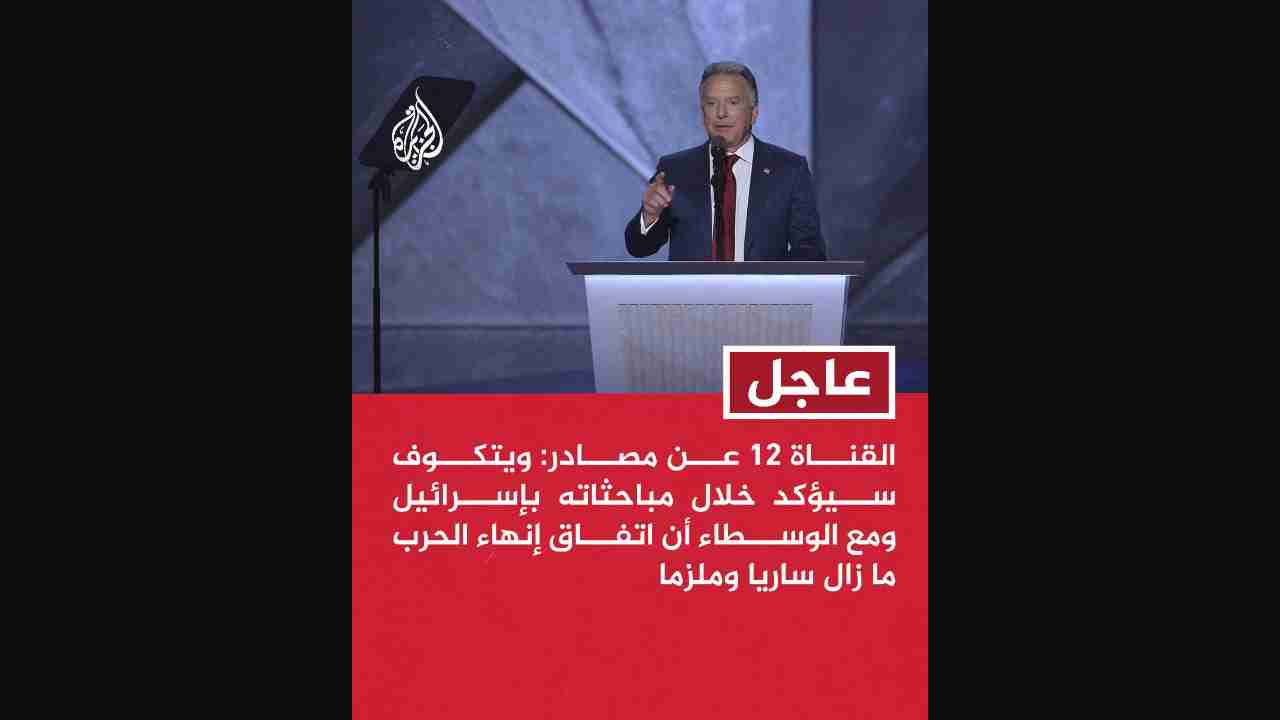 الجزيرة
عاجل
القناة 12 عن مصادر: ويتكوف
سيؤكد خلال مباحثاته بإسرائيل
ومع الوسطاء أن اتفاق إنهاء الحرب
ما زال ساريا وملزما